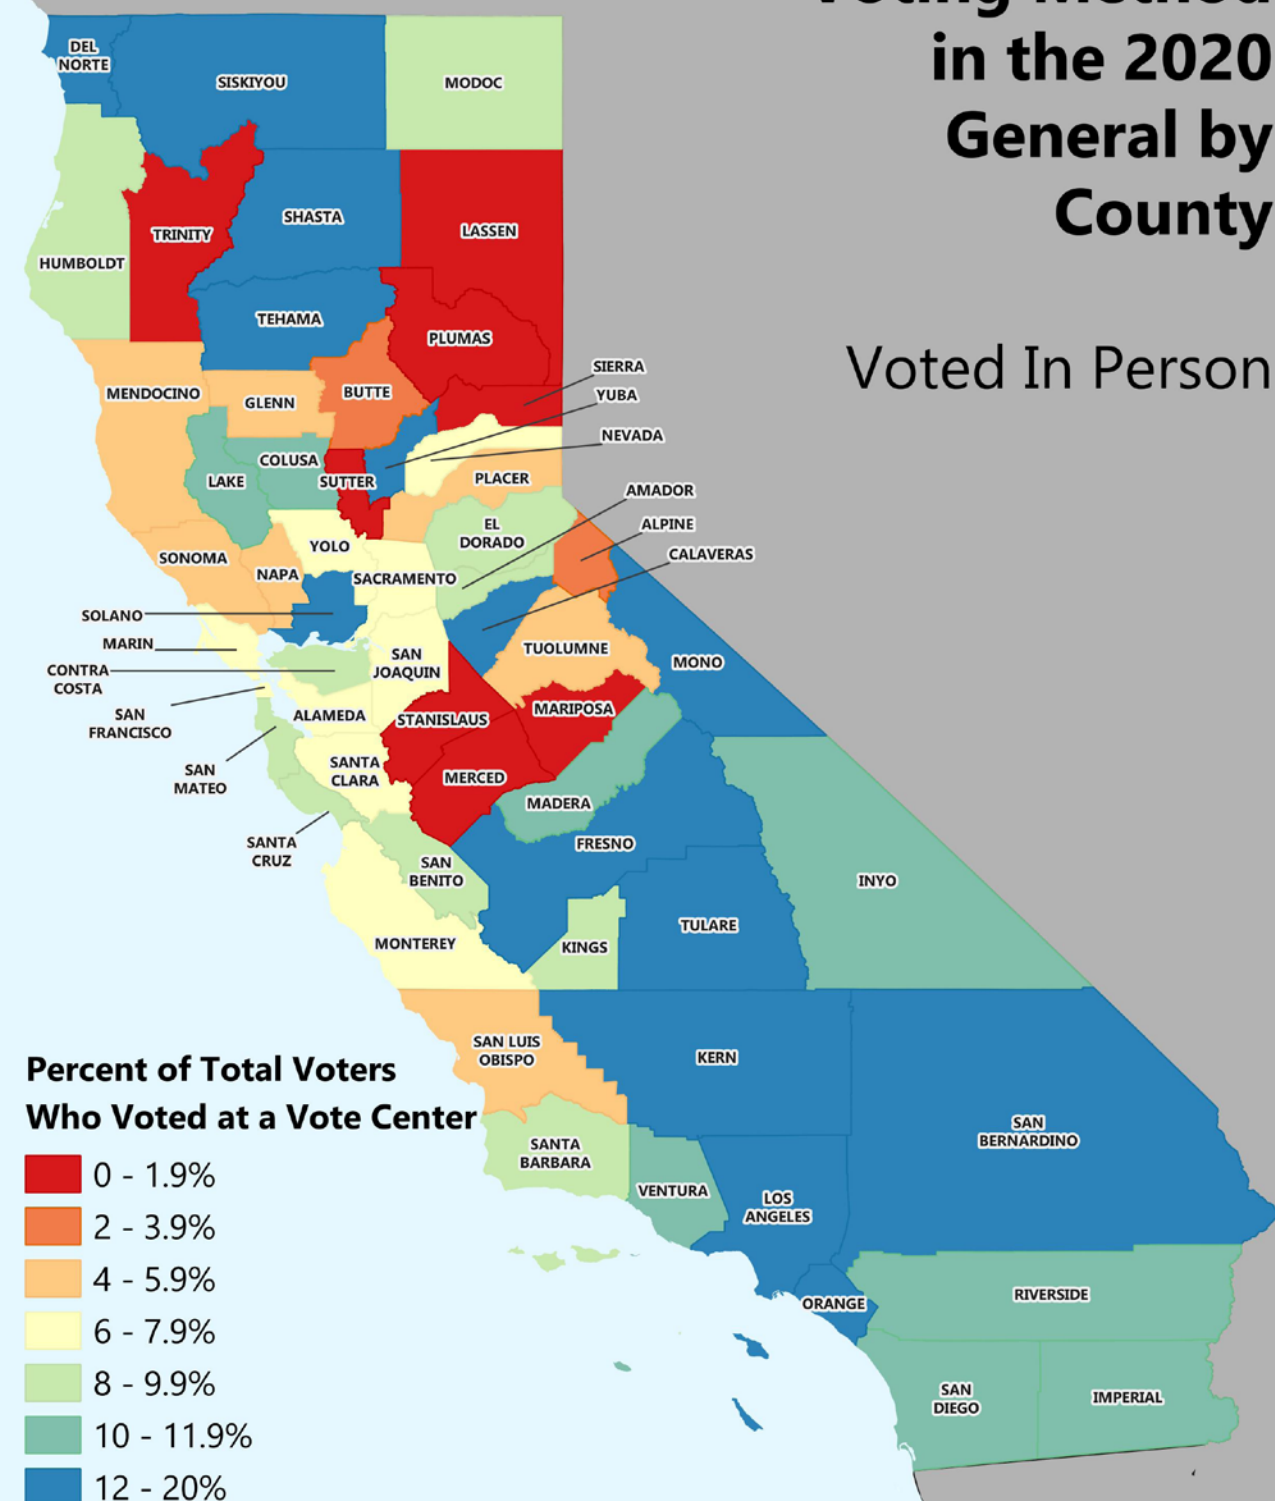 Voting Method
in the 2020
General by
County
Voted In Person
DEL
NORTE
SISKIYOU
MODOC
HUMBOLDT
TRINITY
SHASTA
LASSEN
TEHAMA
PLUMAS
MENDOCINO
GLENN
BUTTE
SIERRA
YUBA
NEVADA
LAKE
COLUSA
SUTTER
PLACER
AMADOR
ALPINE
CALAVERAS
SONOMA
NAPA
YOLO
SACRAMENTO
EL
DORADO
SOLANO
MARIN
CONTRA
COSTA
SAN
FRANCISCO
SAN
MATEO
SANTA
CRUZ
SAN
JOAQUIN
TUOLUMNE
MONO
ALAMEDA
STANISLAUS
MARIPOSA
SANTA
CLARA
MERCED
MADERA
FRESNO
SAN
BENITO
INYO
MONTEREY
KINGS
TULARE
SAN LUIS
OBISPO
KERN
SAN
BERNARDINO
SANTA
BARBARA
VENTURA
LOS
ANGELES
ORANGE
RIVERSIDE
SAN
DIEGO
IMPERIAL
Percent of Total Voters
Who Voted at a Vote Center
0 - 1.9%
2 - 3.9%
4 - 5.9%
6 - 7.9%
8 - 9.9%
10 - 11.9%
12 - 20%